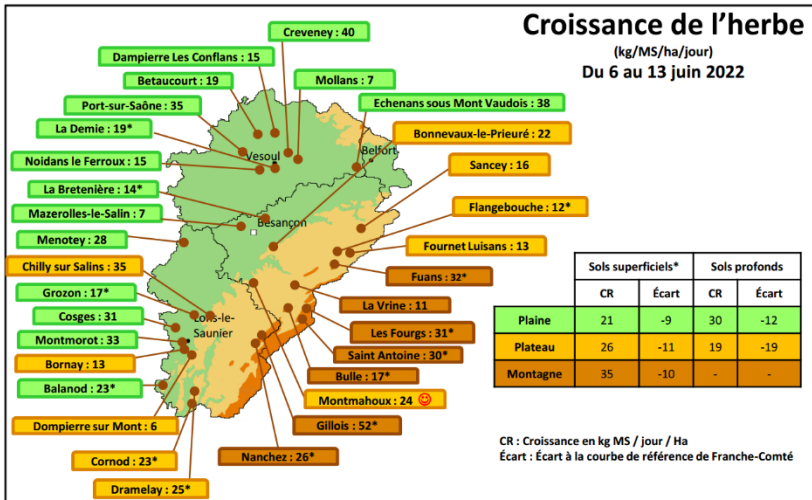 Croissance de l’herbe
(kg/MS/ha/jour)
Du 6 au 13 juin 2022
Creveney : 40
Dampierre Les Conflans : 15
Betaucourt : 19
Mollans : 7
Port-sur-Saône : 35
Echenans sous Mont Vaudois : 38
La Demie : 19*
Bonnevaux-le-Prieuré : 22
Noidans le Ferroux : 15
Sancey : 16
La Bretenière : 14*
Flangebouche : 12*
Mazerolles-le-Salin : 7
Menotey : 28
Fournet Luisans : 13
Chilly sur Salins : 35
Fuans : 32*
Grozon : 17*
La Vrine : 11
Cosges : 31
Les Fourgs : 31*
Montmorot : 33
Saint Antoine : 30*
Bornay : 13
Bulle : 17*
Balanod : 23*
Montmahoux : 24
Dompierre sur Mont : 6
Gillois : 52*
Cornod : 23*
Nanchez : 26*
Dramelay : 25*
Vesoul
Belfort
Besançon
Lons-le-
Saunier
Sols superficiels* Sols profonds
CR Écart CR Écart
Plaine 21 -9 30 -12
Plateau 26 -11 19 -19
Montagne 35 -10 - -
CR : Croissance en kg MS / jour / Ha
Écart : Écart à la courbe de référence de Franche-Comté